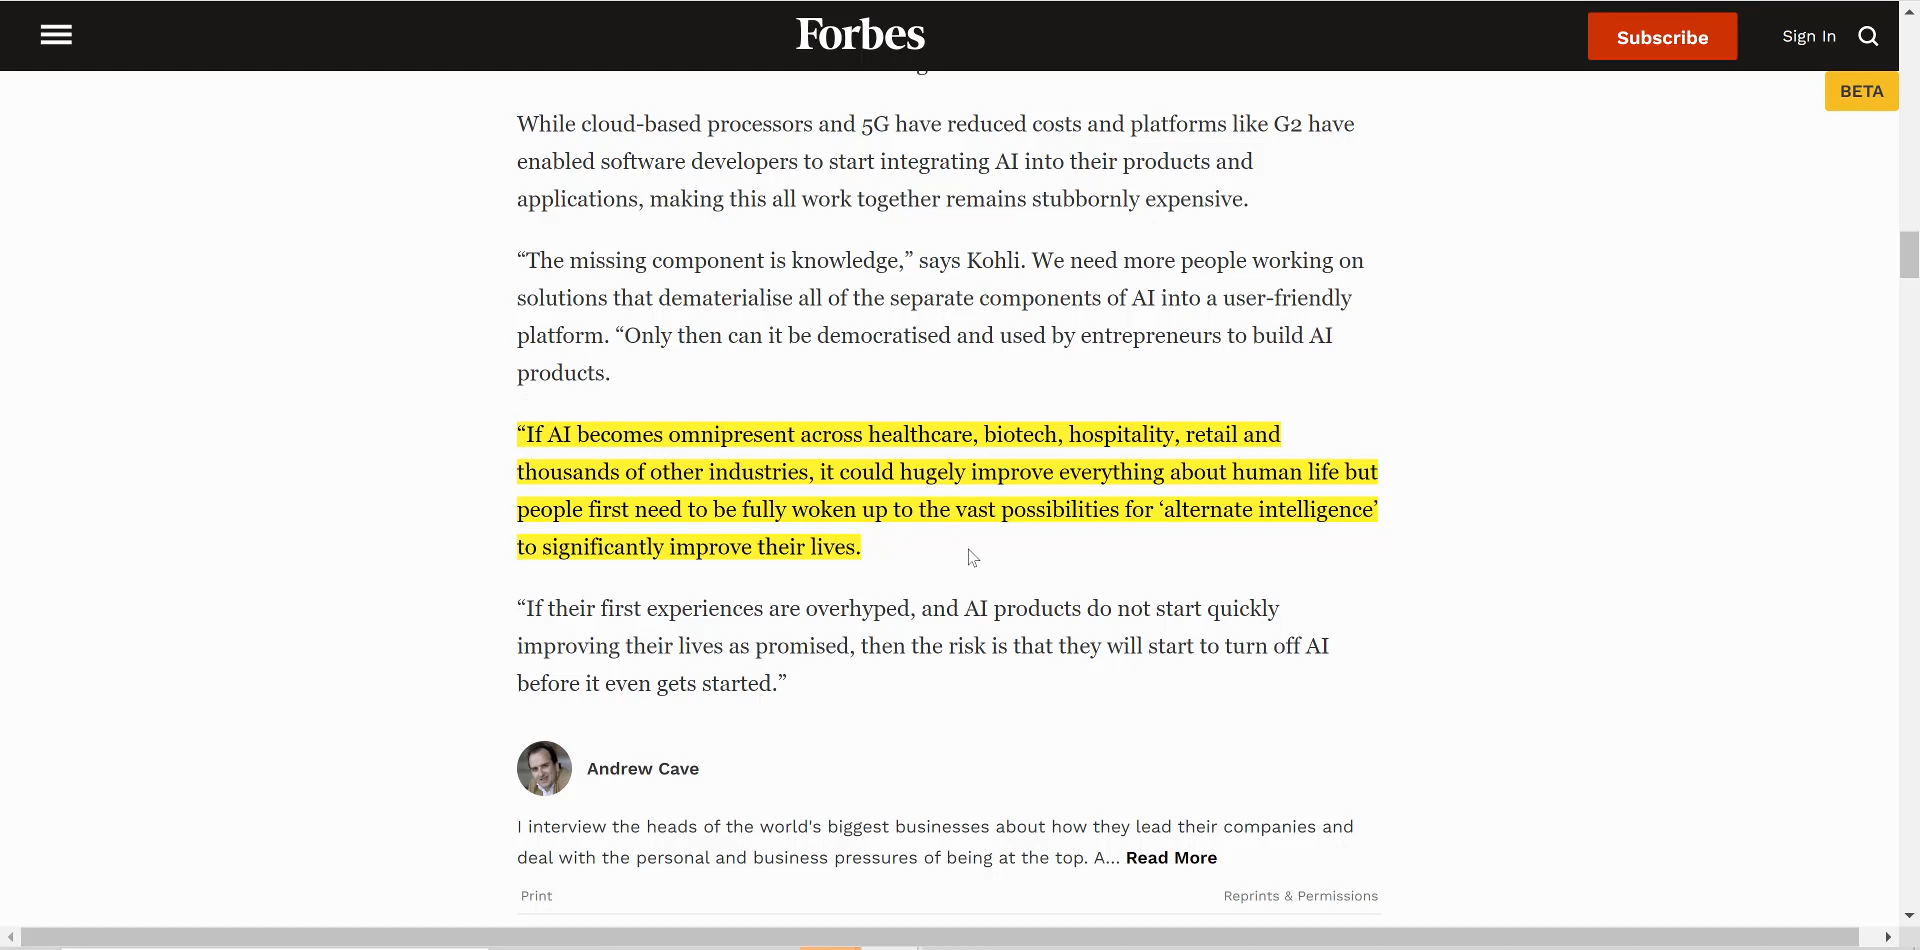 Forbes
Subscribe
Sign In
BETA
While cloud-based processors and 5G have reduced costs and platforms like G2 have
enabled software developers to start integrating AI into their products and
applications, making this all work together remains stubbornly expensive.
“The missing component is knowledge,” says Kohli. We need more people working on
solutions that dematerialise all of the separate components of AI into a user-friendly
platform. “Only then can it be democratised and used by entrepreneurs to build AI
products.
“If AI becomes omnipresent across healthcare, biotech, hospitality, retail and
thousands of other industries, it could hugely improve everything about human life but
people first need to be fully woken up to the vast possibilities for ‘alternate intelligence’
to significantly improve their lives.
“If their first experiences are overhyped, and AI products do not start quickly
improving their lives as promised, then the risk is that they will start to turn off AI
before it even gets started.”
Andrew Cave
I interview the heads of the world's biggest businesses about how they lead their companies and
deal with the personal and business pressures of being at the top. A... Read More
Print
Reprints & Permissions